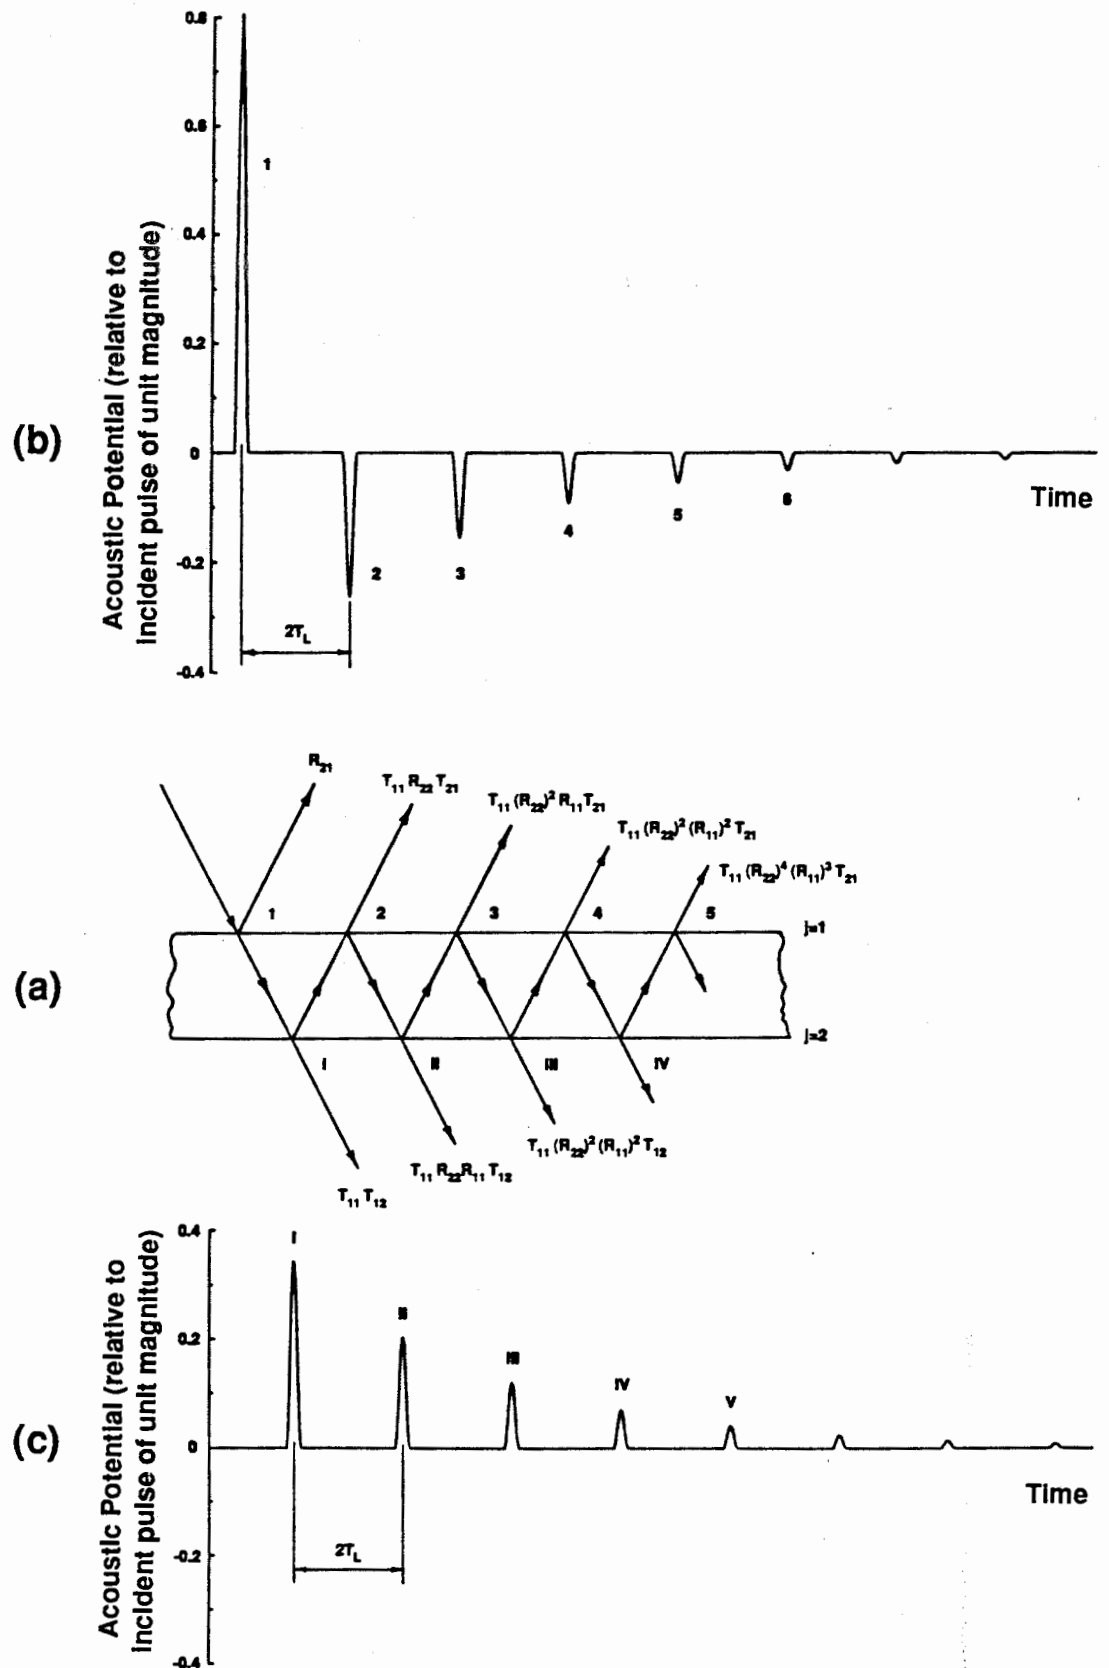 (b)
Acoustic Potential (relative to
incident pulse of unit magnitude)
0.8
0.6
0.4
0.2
0
-0.2
-0.4
1
2
3
4
5
6
2T_L
Time
(a)
R_21
T_11 R_22 T_21
T_11 (R_22)^2 R_11 T_21
T_11 (R_22)^2 (R_11)^2 T_21
T_11 (R_22)^4 (R_11)^3 T_21
1
2
3
4
5
j=1
j=2
I
II
III
IV
T_11 T_12
T_11 R_22 R_11 T_12
T_11 (R_22)^2 (R_11)^2 T_12
(c)
Acoustic Potential (relative to
incident pulse of unit magnitude)
0.4
0.2
0
-0.2
-0.4
I
II
III
IV
V
2T_L
Time